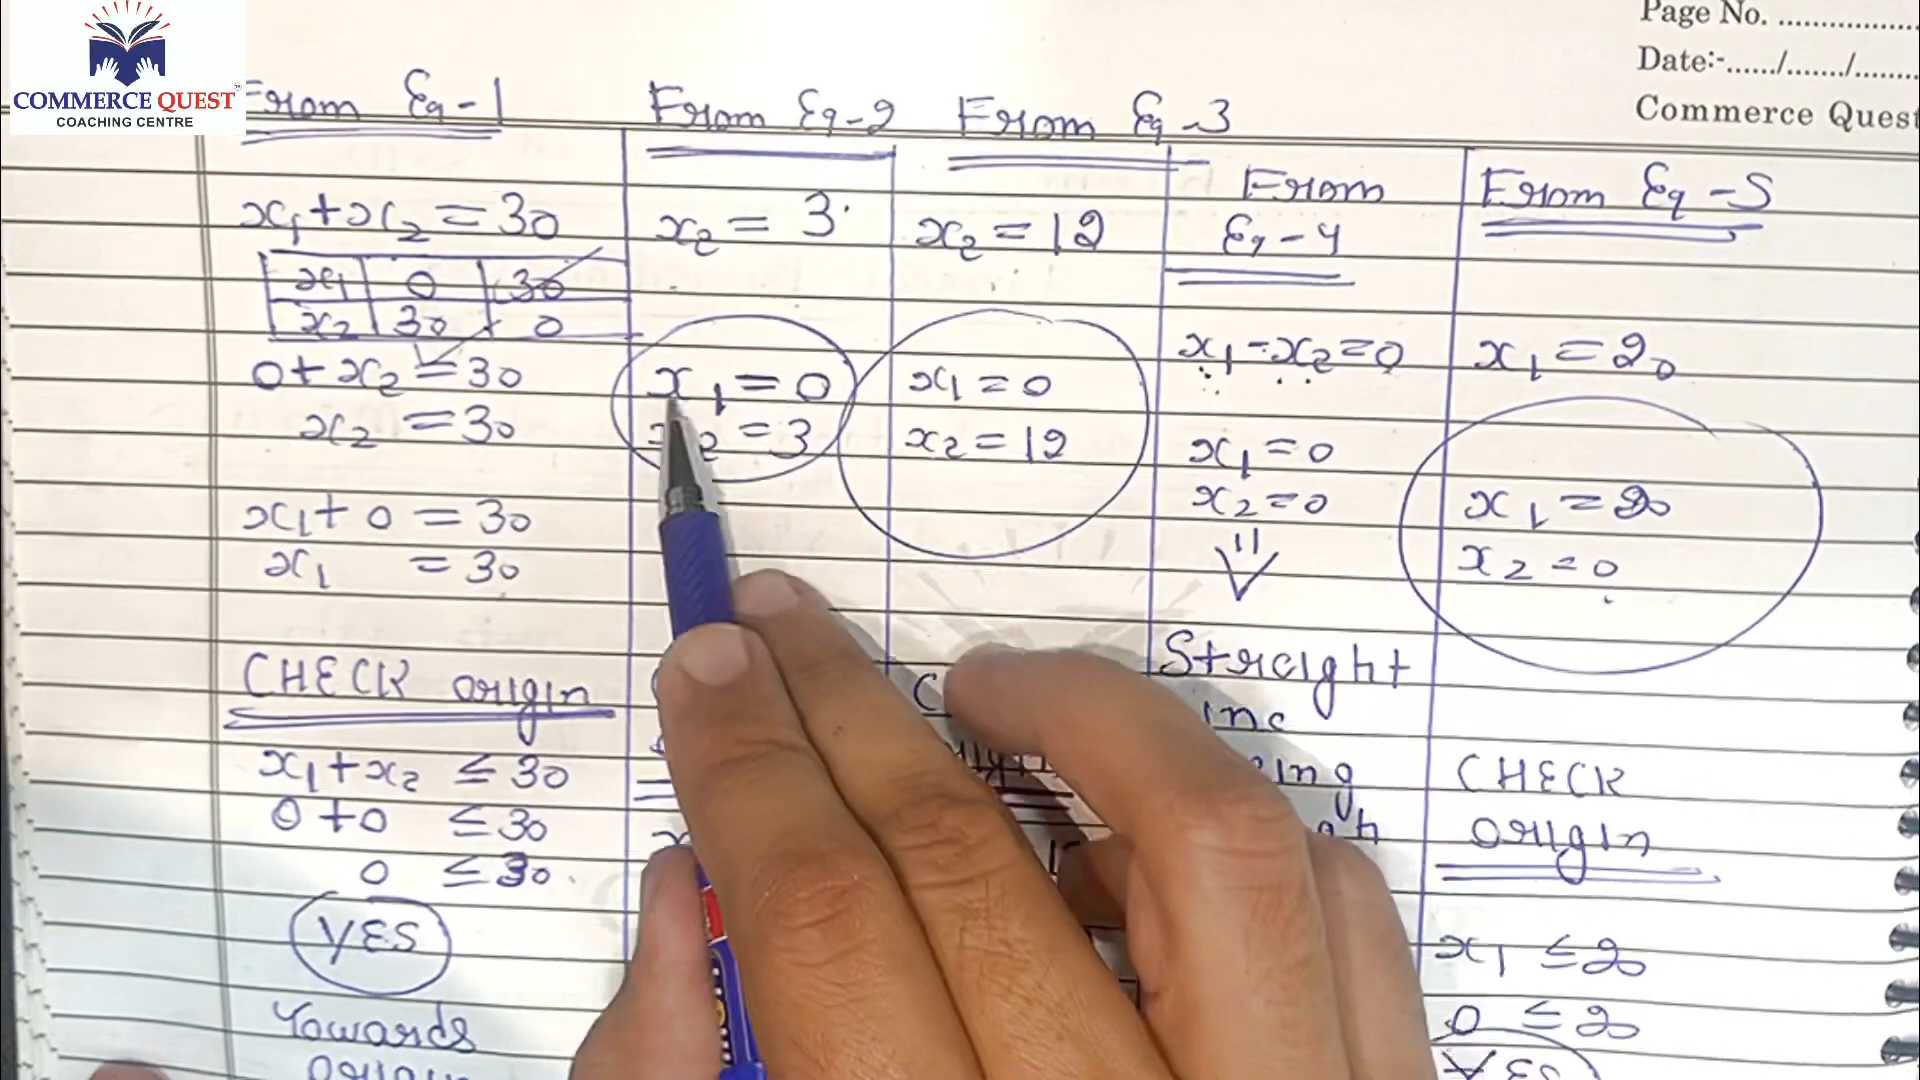 COMMERCE QUEST
COACHING CENTRE
Page No. ................
Date:-....../......./........
Commerce Quest
From Eq-1
x₁+x₂ = 30
x₁ | 0 | 30
x₂ | 30 | 0
0+x₂ = 30
x₂ = 30
x₁+0 = 30
x₁ = 30
CHECK origin
x₁+x₂ ≤ 30
0+0 ≤ 30
0 ≤ 30
YES
Towards
From Eq-2
x₂ = 3
x₁ = 0
x₂ = 3
From Eq-3
x₂ = 12
x₁ = 0
x₂ = 12
From
Eq-4
x₁-x₂=0
x₁ = 0
x₂ = 0
Straight
From Eq-5
x₁ = 20
x₁ = 20
x₂ = 0
CHECK
origin
x₁ ≤ 20
0 ≤ 20
YES